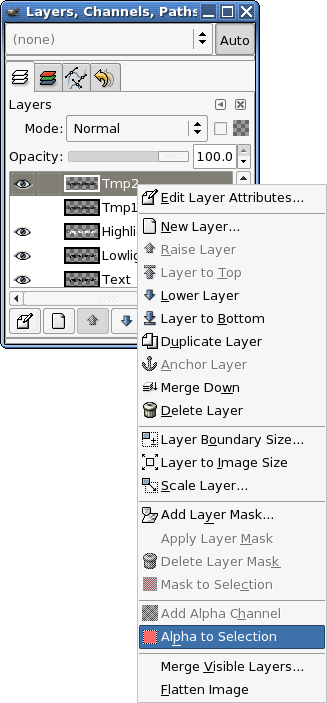 Layers, Channels, Paths
(none)
Auto
Layers
Mode: Normal
Opacity: 100.0
Tmp2
Tmp1
Highli
Lowlig
Text
Edit Layer Attributes...
New Layer...
Raise Layer
Layer to Top
Lower Layer
Layer to Bottom
Duplicate Layer
Anchor Layer
Merge Down
Delete Layer
Layer Boundary Size...
Layer to Image Size
Scale Layer...
Add Layer Mask...
Apply Layer Mask
Delete Layer Mask
Mask to Selection
Add Alpha Channel
Alpha to Selection
Merge Visible Layers...
Flatten Image